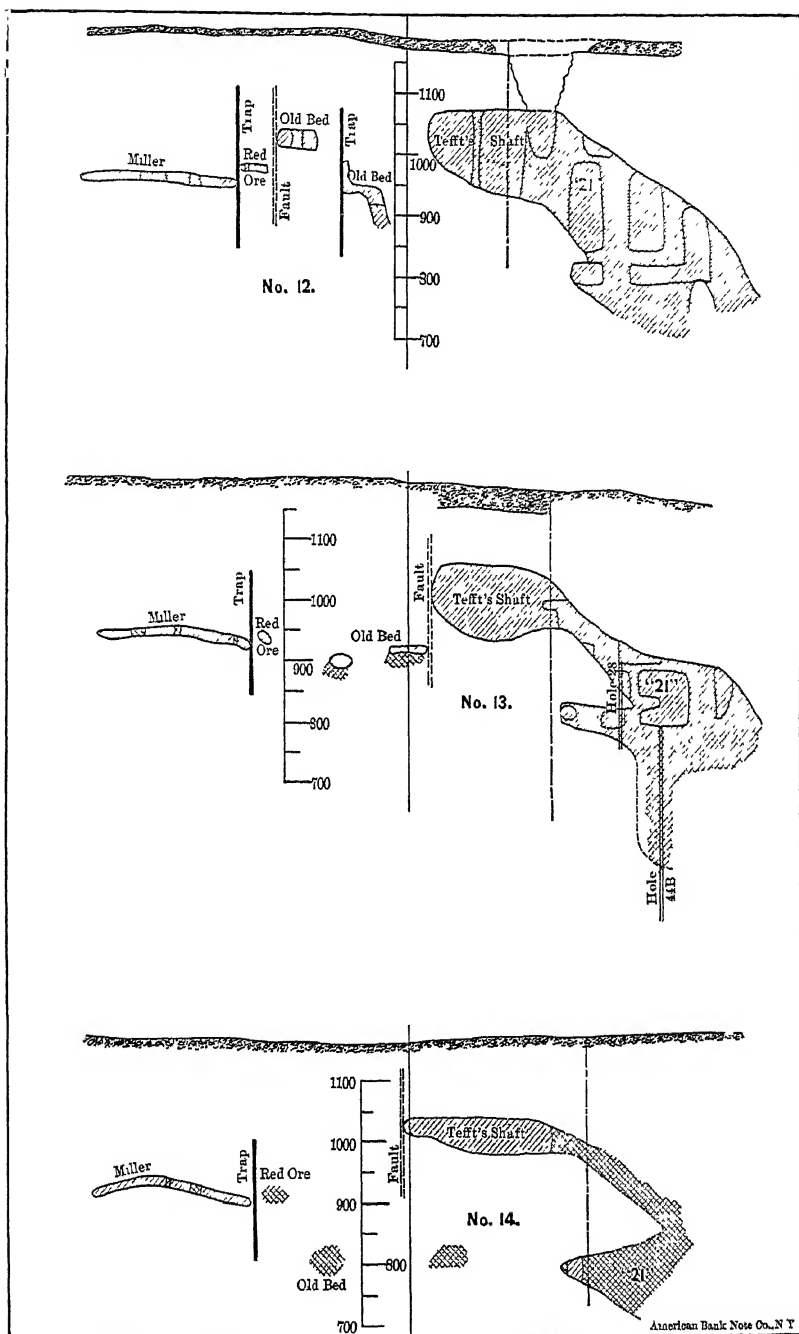 1100
Trap
Old Bed
Trap
Tefft's Shaft
Miller
Red
Ore
1000
Old Bed
"21
Fault
900
No. 12.
800
700
1100
Fault
Trap
1000
Tefft's Shaft
Miller
Red
Ore
Old Bed
900
Hole 28
"21"
No. 13.
800
700
Hole
44B
1100
Fault
1000
Tefft's Shaft
Trap
Miller
Red Ore
900
No. 14.
800
Old Bed
"21"
700
American Bank Note Co., N Y